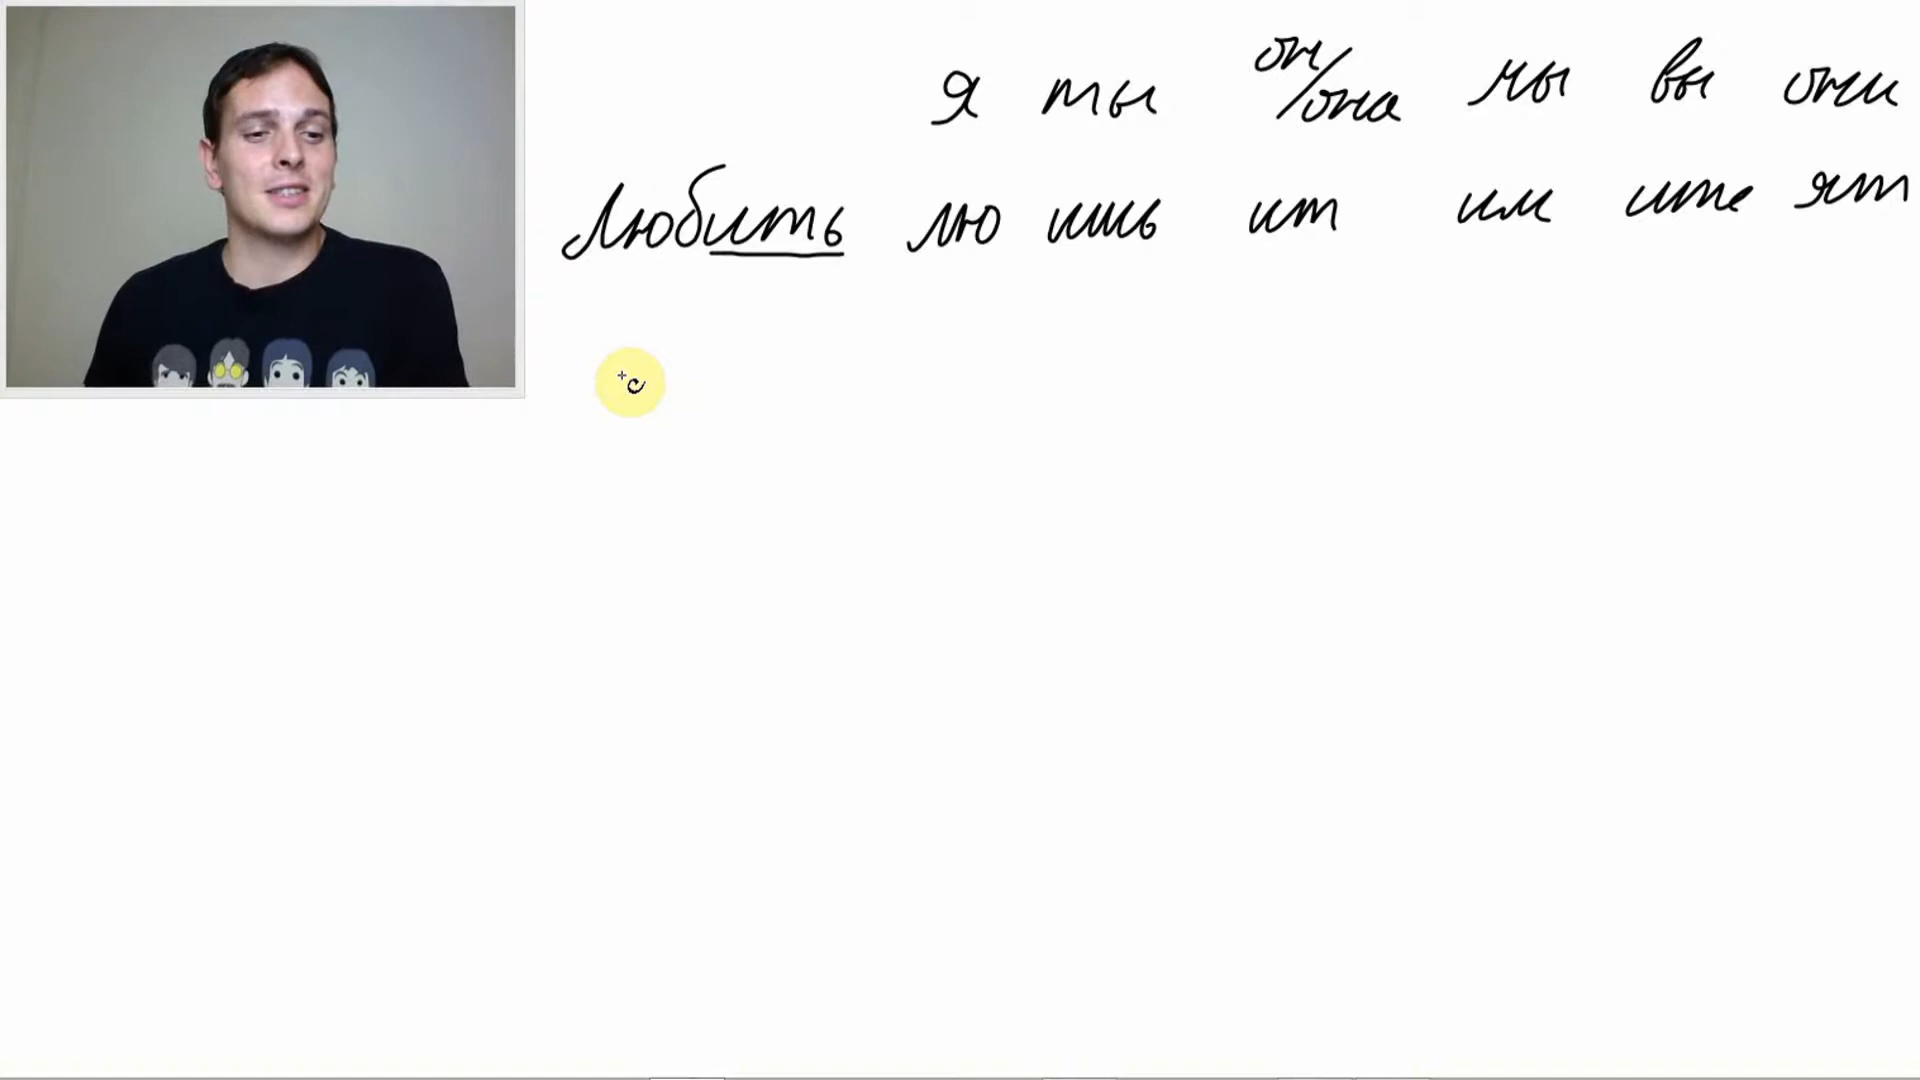 я ты он/она мы вы они
Любить лю ишь ит им ите ят